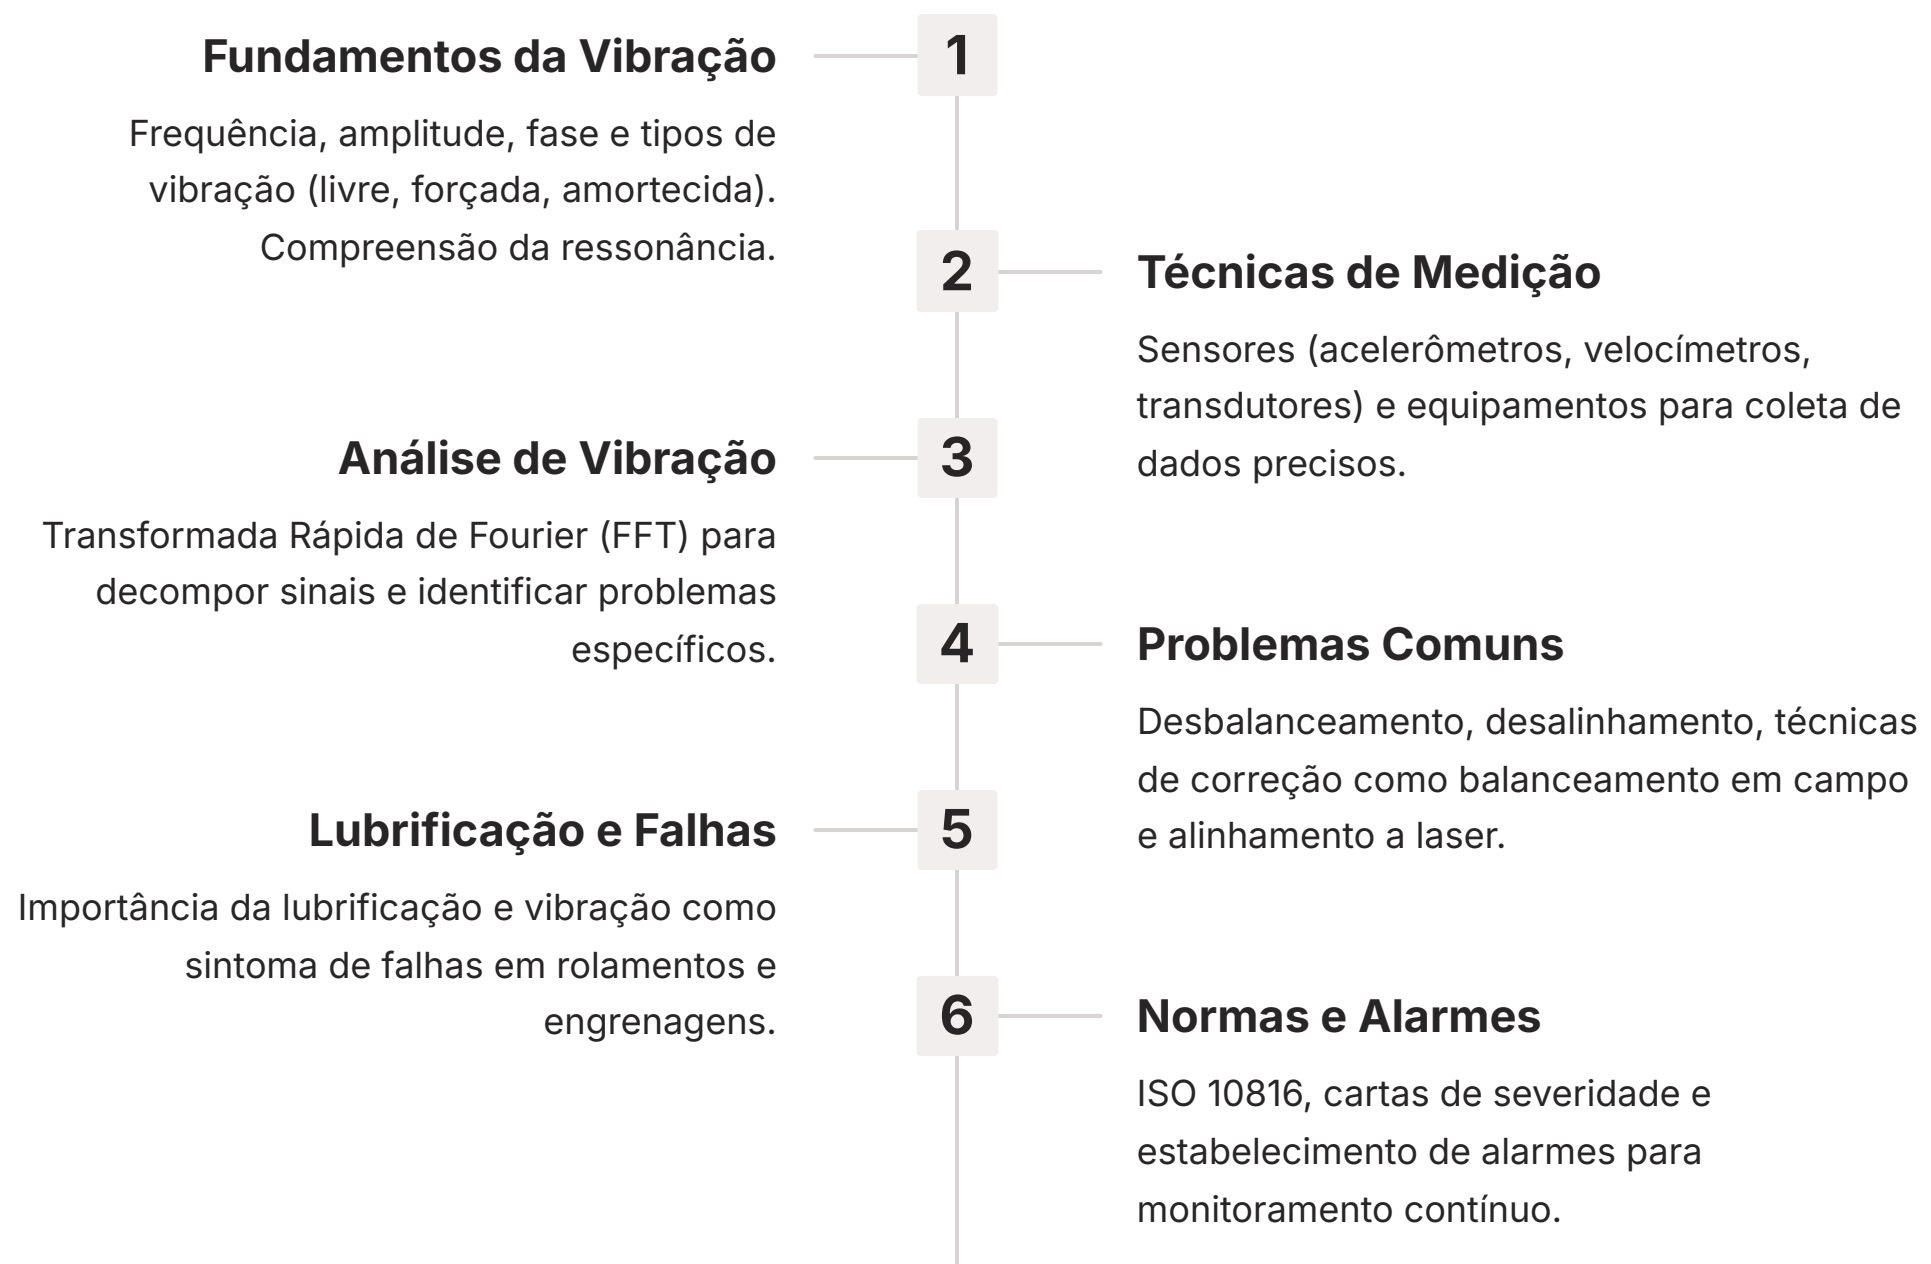 1
Fundamentos da Vibração
Frequência, amplitude, fase e tipos de
vibração (livre, forçada, amortecida).
Compreensão da ressonância.
2
Técnicas de Medição
Sensores (acelerômetros, velocímetros,
transdutores) e equipamentos para coleta de
dados precisos.
3
Análise de Vibração
Transformada Rápida de Fourier (FFT) para
decompor sinais e identificar problemas
específicos.
4
Problemas Comuns
Desbalanceamento, desalinhamento, técnicas
de correção como balanceamento em campo
e alinhamento a laser.
5
Lubrificação e Falhas
Importância da lubrificação e vibração como
sintoma de falhas em rolamentos e
engrenagens.
6
Normas e Alarmes
ISO 10816, cartas de severidade e
estabelecimento de alarmes para
monitoramento contínuo.